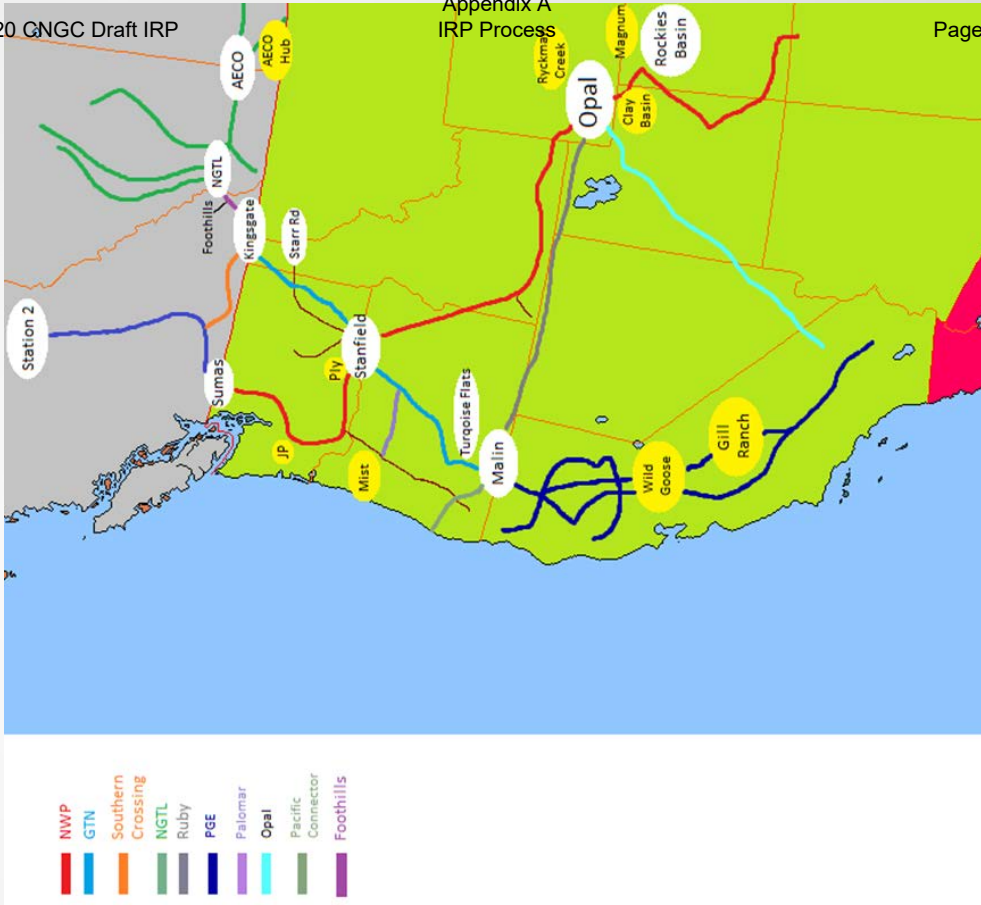 20 CNGC Draft IRP
Appendix A
IRP Process
Page
Station 2
Sumas
JP
Mist
Ply
Stanfield
Foothills
NGTL
Kingsgate
Starr Rd
AECO
AECO
Hub
Turqoise Flats
Malin
Wild
Goose
Gill
Ranch
Ryckman
Creek
Opal
Clay
Basin
Magnum
Rockies
Basin
NWP
GTN
Southern
Crossing
NGTL
Ruby
PGE
Palomar
Opal
Pacific
Connector
Foothills